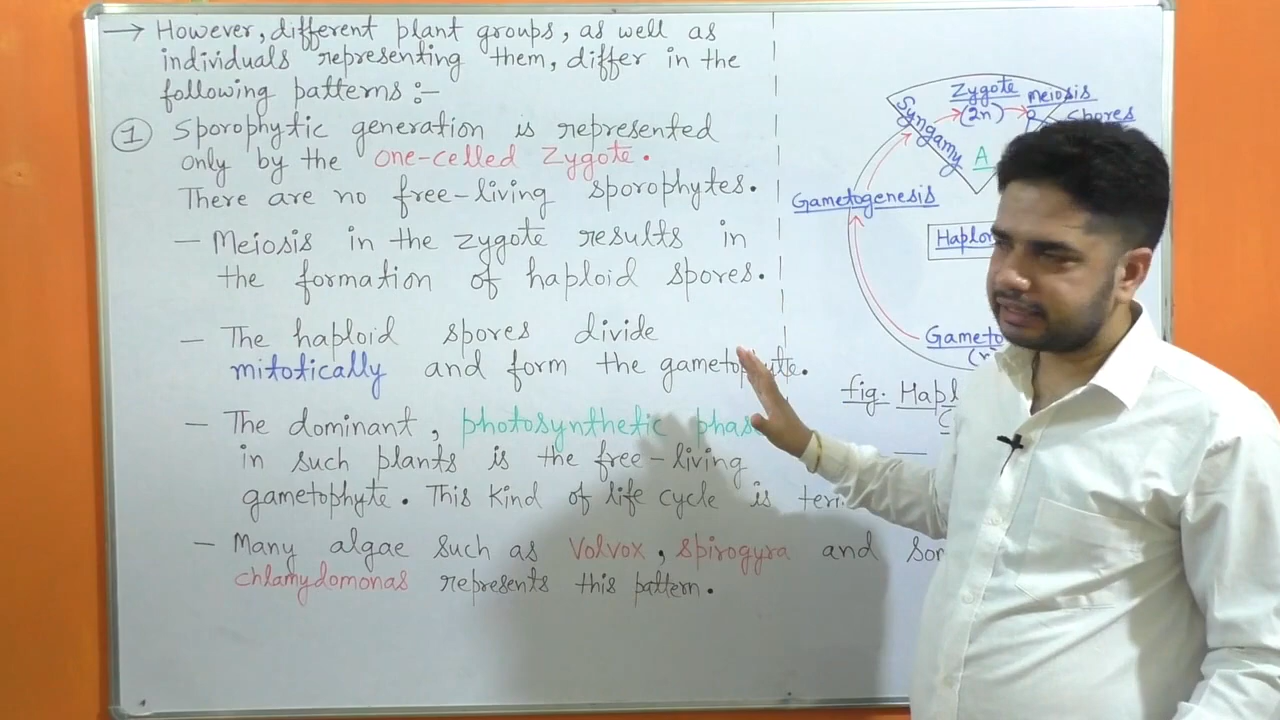 → However, different plant groups, as well as
individuals representing them, differ in the
following patterns :-
1 Sporophytic generation is represented
only by the one-celled Zygote.
There are no free-living sporophytes.
- Meiosis in the zygote results in
the formation of haploid spores.
- The haploid spores divide
mitotically and form the gametophyte.
- The dominant, photosynthetic phase
in such plants is the free-living
gametophyte. This kind of life cycle is
- Many algae such as Volvox, spirogyra and
chlamydomonas represents this pattern.
Zygote
(2n)
Meiosis
Spores
Syngamy
A
Gametogenesis
fig.